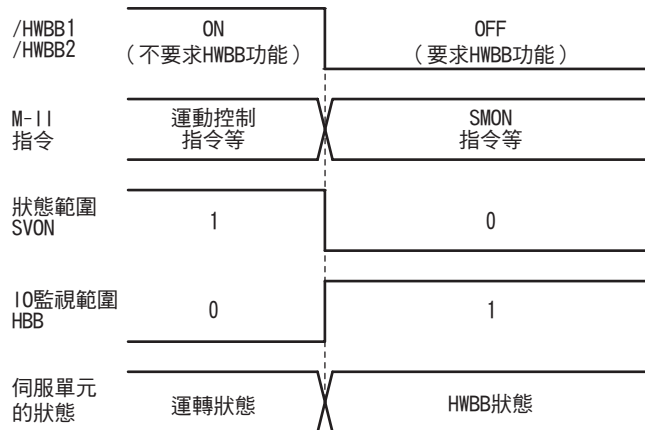 /HWBB1
/HWBB2
ON
（不要求HWBB功能）
OFF
（要求HWBB功能）
M-II
指令
運動控制
指令等
SMON
指令等
狀態範圍
SVON
1
0
IO監視範圍
HBB
0
1
伺服單元
的狀態
運轉狀態
HWBB狀態